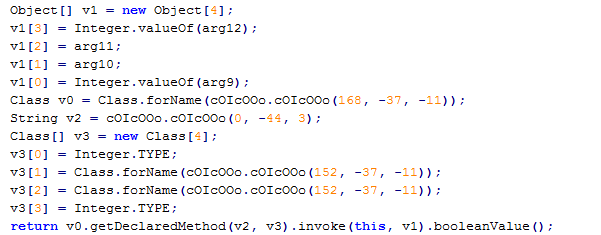 Object[] v1 = new Object[4];
v1[3] = Integer.valueOf(arg12);
v1[2] = arg11;
v1[1] = arg10;
v1[0] = Integer.valueOf(arg9);
Class v0 = Class.forName(cOIcOOo.cOIcOOo(168, -37, -11));
String v2 = cOIcOOo.cOIcOOo(0, -44, 3);
Class[] v3 = new Class[4];
v3[0] = Integer.TYPE;
v3[1] = Class.forName(cOIcOOo.cOIcOOo(152, -37, -11));
v3[2] = Class.forName(cOIcOOo.cOIcOOo(152, -37, -11));
v3[3] = Integer.TYPE;
return v0.getDeclaredMethod(v2, v3).invoke(this, v1).booleanValue();